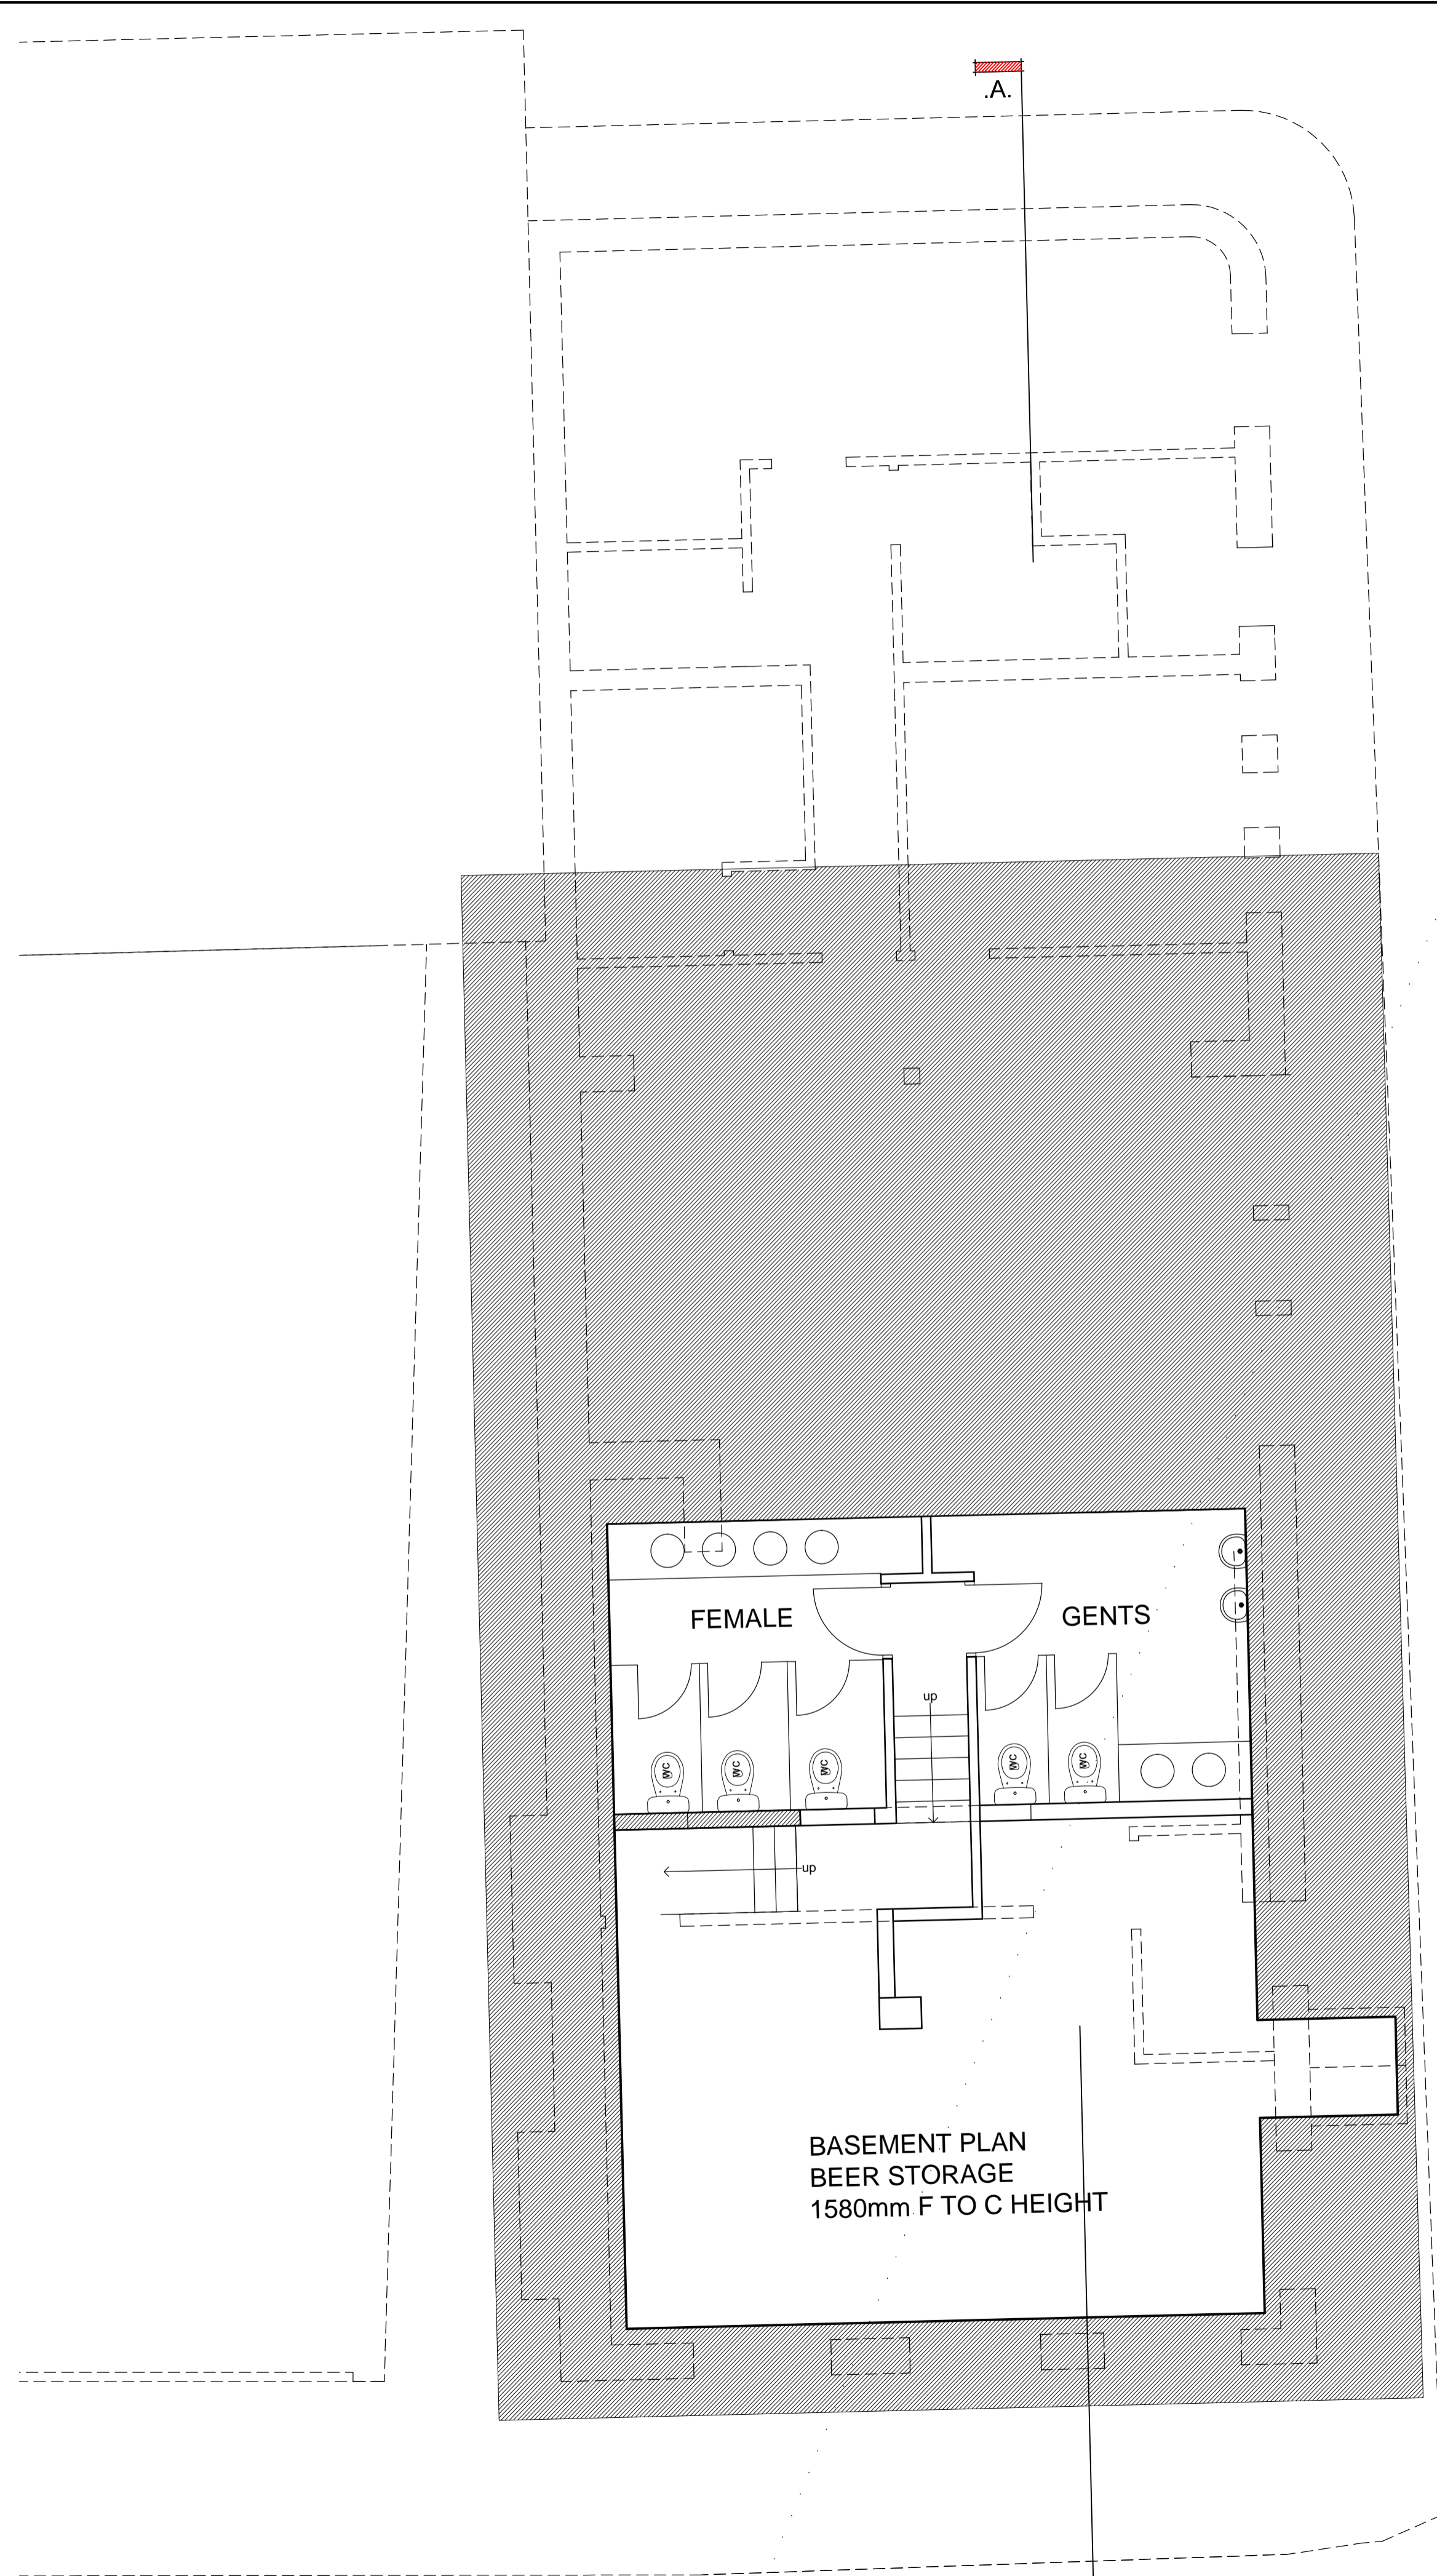 .A.
FEMALE
GENTS
up
WC
WC
WC
WC
WC
up
BASEMENT PLAN
BEER STORAGE
1580mm F TO C HEIGHT